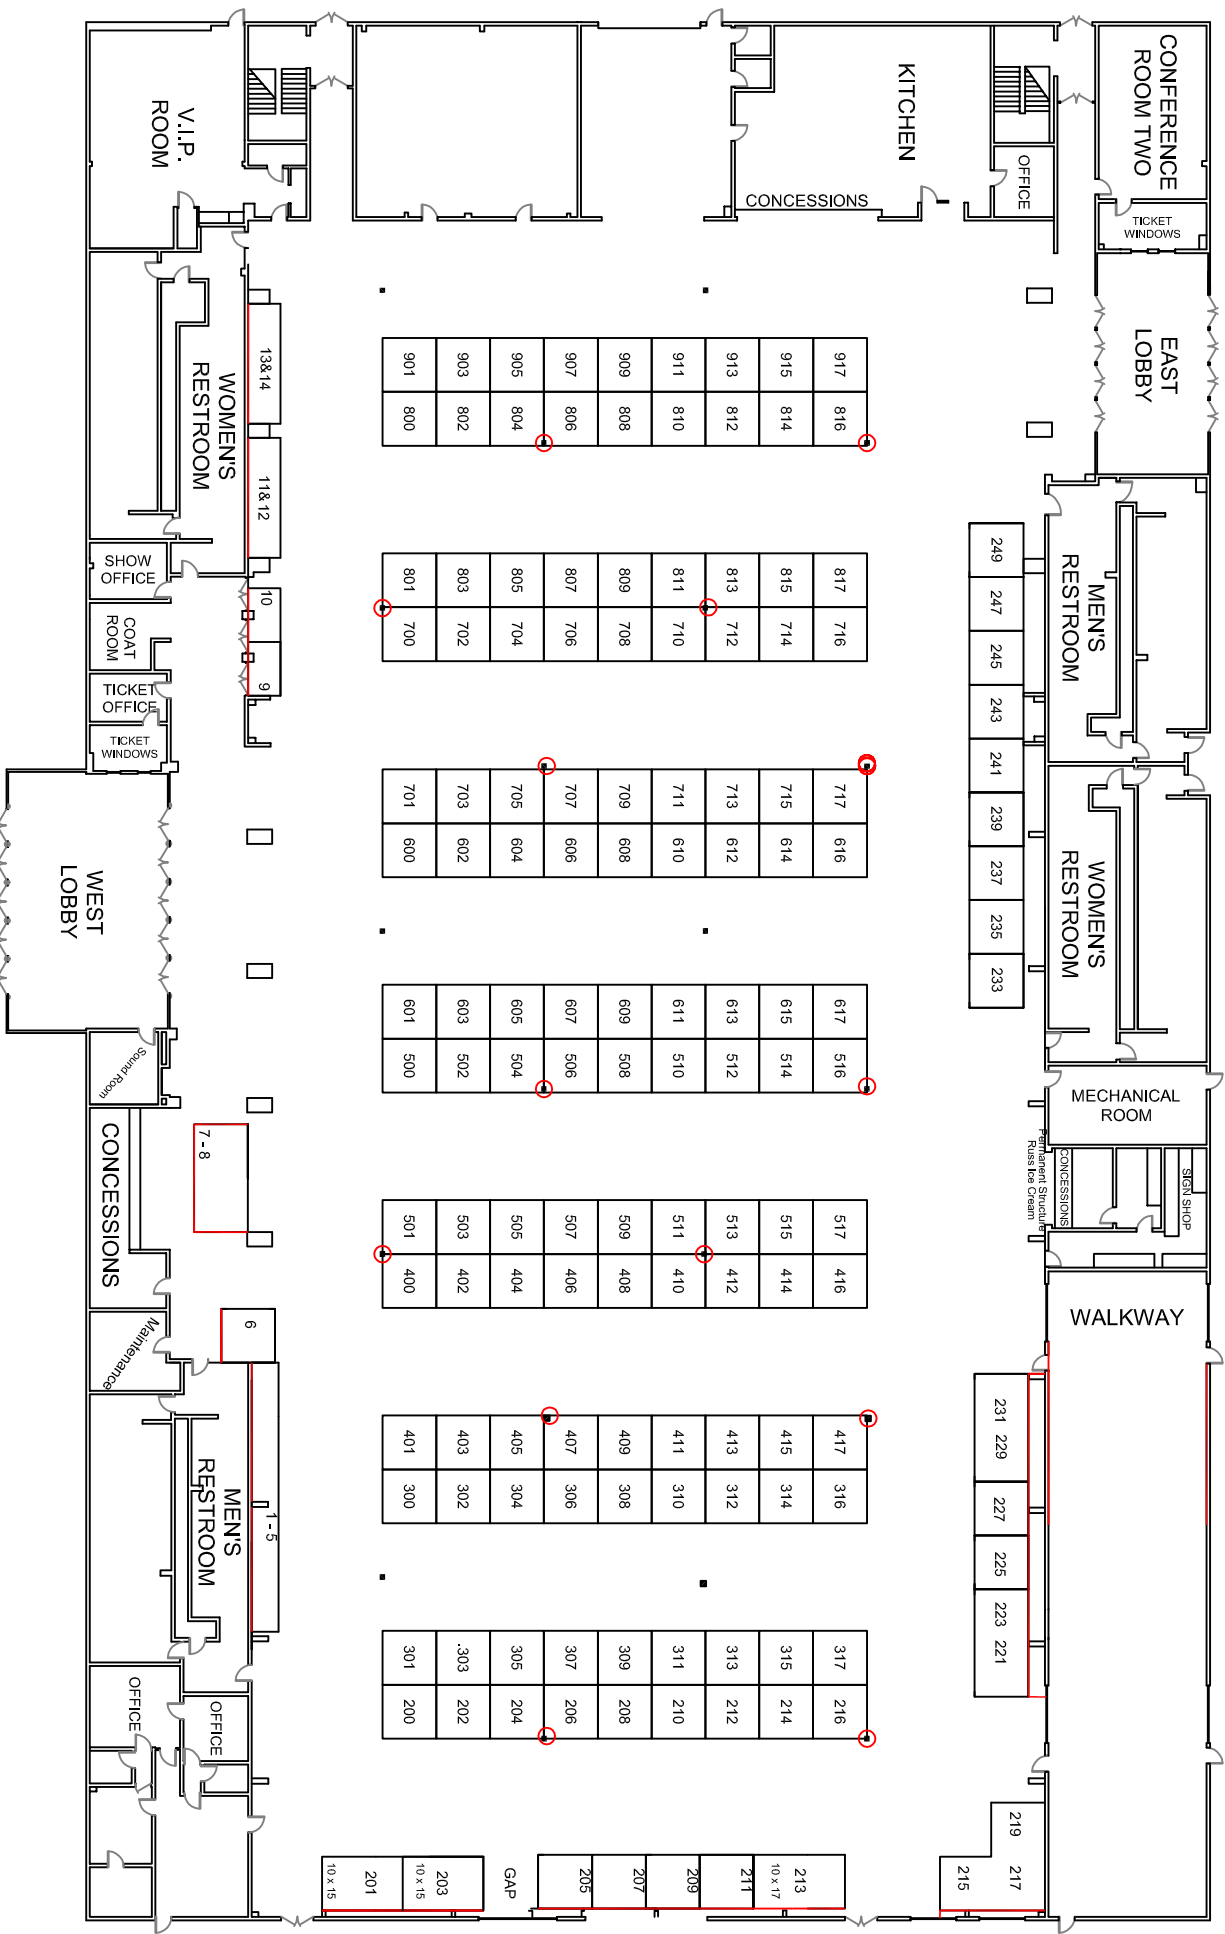 CONFERENCE
ROOM TWO
KITCHEN
V.I.P.
ROOM
OFFICE
CONCESSIONS
TICKET
WINDOWS
EAST
LOBBY
901 903 905 907 909 911 913 915 917
800 802 804 806 808 810 812 814 816
13&14
WOMEN'S
RESTROOM
11& 12
SHOW
OFFICE
10
COAT
ROOM
9
TICKET
OFFICE
TICKET
WINDOWS
801 803 805 807 809 811 813 815 817
700 702 704 706 708 710 712 714 716
249
247
245
243
241
239
237
235
233
MEN'S
RESTROOM
WOMEN'S
RESTROOM
701 703 705 707 709 711 713 715 717
600 602 604 606 608 610 612 614 616
WEST
LOBBY
601 603 605 607 609 611 613 615 617
500 502 504 506 508 510 512 514 516
Sound Room
MECHANICAL
ROOM
CONCESSIONS
7 - 8
Permanent Structure
Russ Ice Cream
CONCESSIONS
SIGN SHOP
501 503 505 507 509 511 513 515 517
400 402 404 406 408 410 412 414 416
Maintenance
6
WALKWAY
401 403 405 407 409 411 413 415 417
300 302 304 306 308 310 312 314 316
MEN'S
RESTROOM
1 - 5
231 229
227
225
223 221
301 .303 305 307 309 311 313 315 317
200 202 204 206 208 210 212 214 216
OFFICE
OFFICE
219
217
215
10 x 15
201
10 x 15
203
GAP
205
207
209
211
10 x 17
213